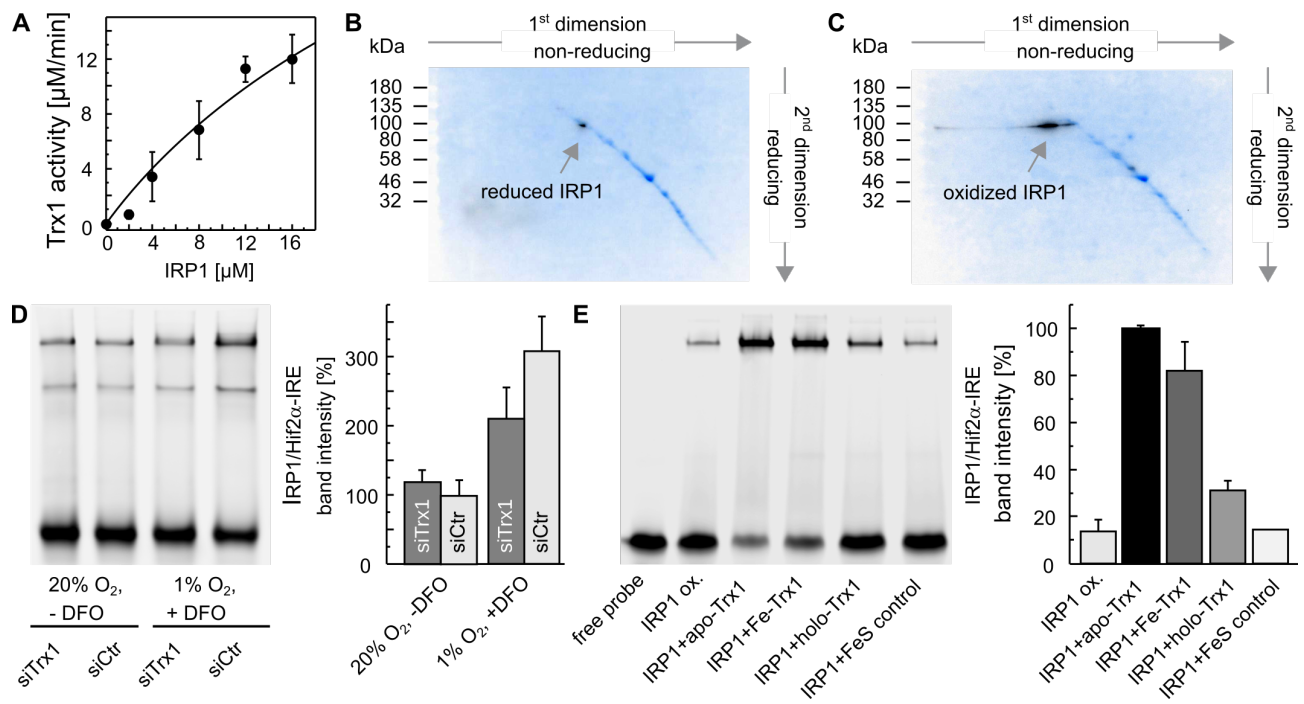 A
Trx1 activity [µM/min]
12
8
4
0
0 4 8 12 16
IRP1 [µM]
B
1st dimension
non-reducing
kDa
180
135
100
80
58
46
32
reduced IRP1
2nd dimension
reducing
C
1st dimension
non-reducing
kDa
180
135
100
80
58
46
32
oxidized IRP1
2nd dimension
reducing
D
20% O2,
- DFO
1% O2,
+ DFO
siTrx1
siCtr
siTrx1
siCtr
IRP1/Hif2α-IRE
band intensity [%]
300
200
100
0
siTrx1
siCtr
siTrx1
siCtr
20% O2, -DFO
1% O2, +DFO
E
free probe
IRP1 ox.
IRP1+apo-Trx1
IRP1+Fe-Trx1
IRP1+holo-Trx1
IRP1+FeS control
IRP1/Hif2α-IRE
band intensity [%]
100
80
60
40
20
0
IRP1 ox.
IRP1+apo-Trx1
IRP1+Fe-Trx1
IRP1+holo-Trx1
IRP1+FeS control